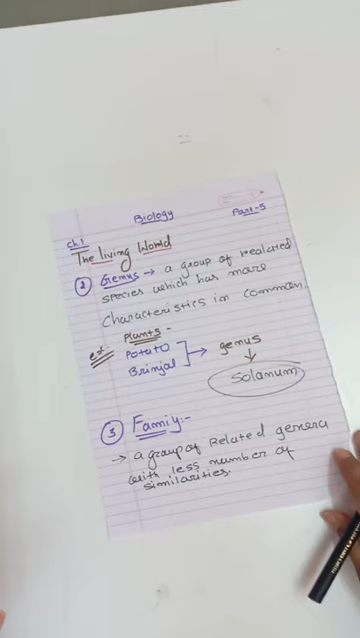 Biology
Part-5
ch.1
The living World
② Genus → a group of realated
species which has more
characteristics in common.
ex. Plants -
Potato
Brinjal → genus
Solanum
③ Famiy:-
→ a group of Related genera
with less number of
similarities.